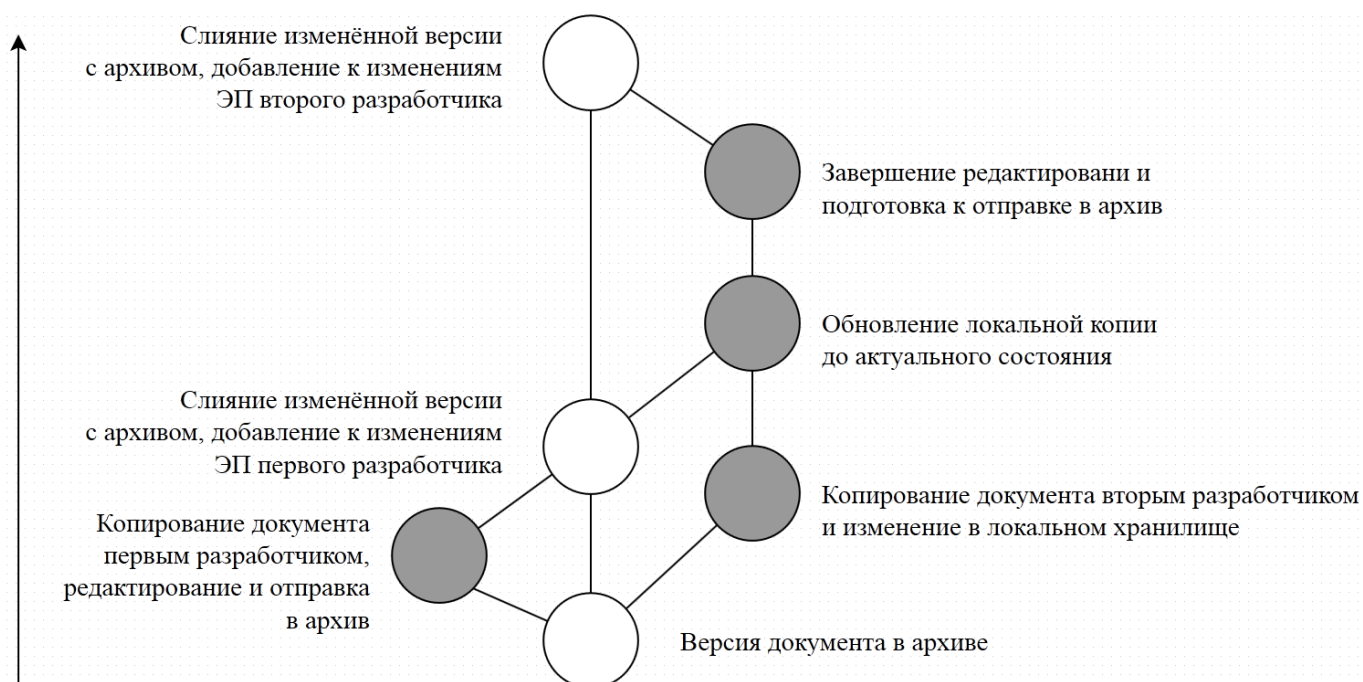 Слияние изменённой версии
с архивом, добавление к изменениям
ЭП второго разработчика
Завершение редактировани и
подготовка к отправке в архив
Обновление локальной копии
до актуального состояния
Слияние изменённой версии
с архивом, добавление к изменениям
ЭП первого разработчика
Копирование документа вторым разработчиком
и изменение в локальном хранилище
Копирование документа
первым разработчиком,
редактирование и отправка
в архив
Версия документа в архиве